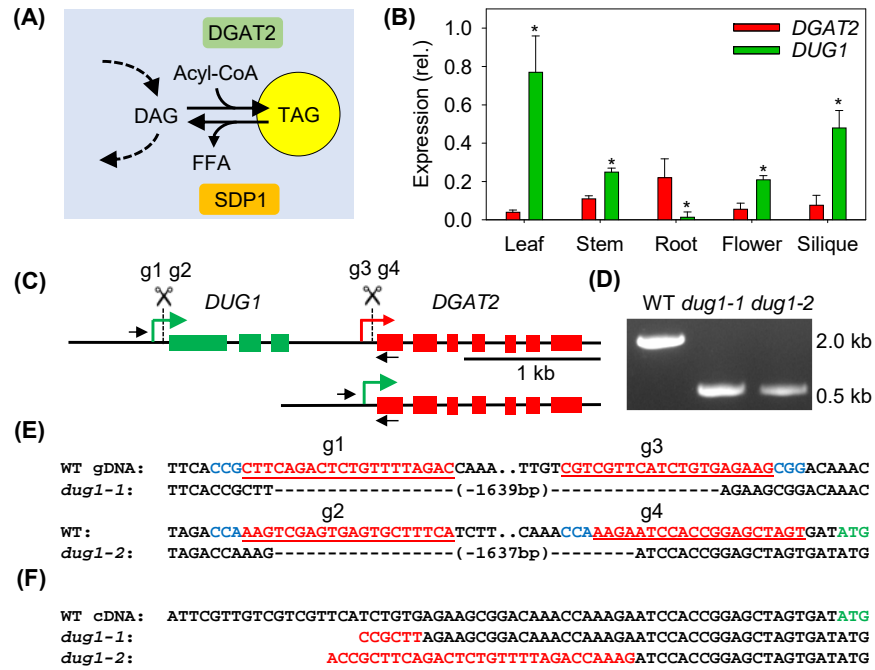 (A)
DGAT2
Acyl-CoA
DAG
TAG
FFA
SDP1
(B)
Expression (rel.)
1.0
0.8
0.6
0.4
0.2
0.0
DGAT2
DUG1
*
*
*
*
*
Leaf Stem Root Flower Silique
(C)
g1 g2
DUG1
g3 g4
DGAT2
1 kb
(D)
WT dug1-1 dug1-2
2.0 kb
0.5 kb
(E)
g1 g3
WT gDNA: TTCACCGCTTCAGACTCTGTTTTAGACCAAA..TTGTCGTCGTTCATCTGTGAGAAGCGGACAAAC
dug1-1: TTCACCGCTT----------------(-1639bp)----------------AGAAGCGGACAAAC
g2 g4
WT: TAGACCAAAGTCGAGTGAGTGCTTTCATCTT..CAAACCAAAGAATCCACCGGAGCTAGTGATATG
dug1-2: TAGACCAAAG----------------(-1637bp)---------ATCCACCGGAGCTAGTGATATG
(F)
WT cDNA: ATTCGTTGTCGTCGTTCATCTGTGAGAAGCGGACAAACCAAAGAATCCACCGGAGCTAGTGATATG
dug1-1: CCGCTTAGAAGCGGACAAACCAAAGAATCCACCGGAGCTAGTGATATG
dug1-2: ACCGCTTCAGACTCTGTTTTAGACCAAAGATCCACCGGAGCTAGTGATATG